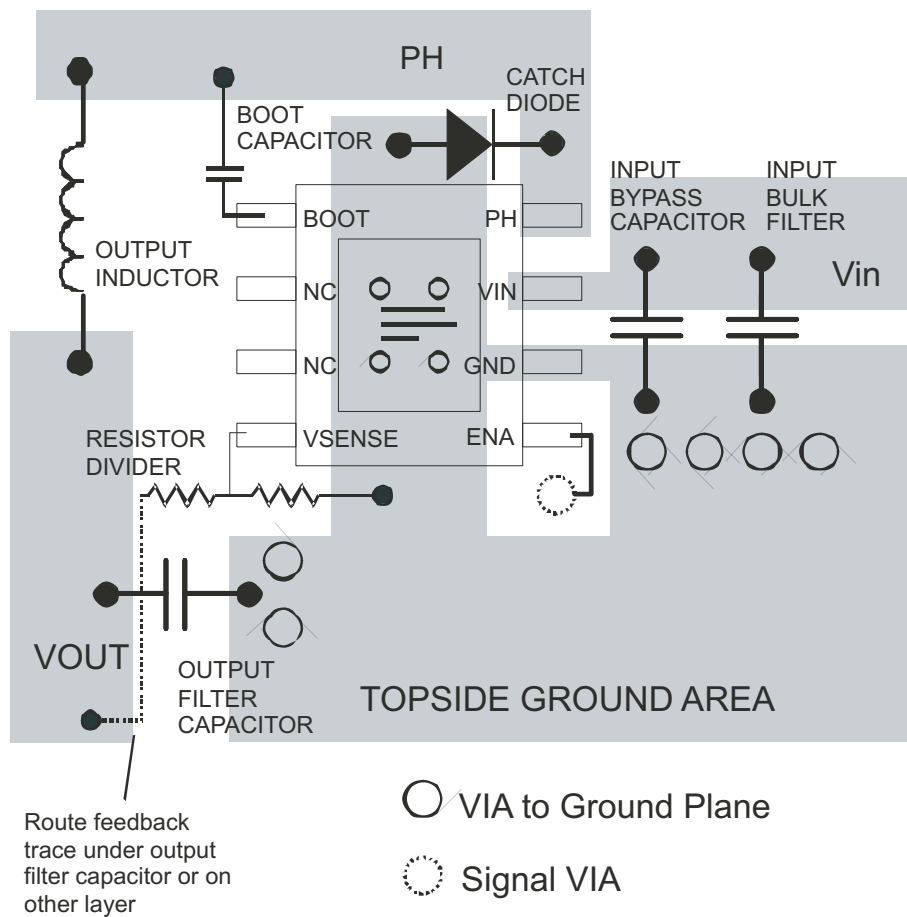 PH
CATCH
DIODE
BOOT
CAPACITOR
INPUT
BYPASS
CAPACITOR
INPUT
BULK
FILTER
BOOT
PH
OUTPUT
INDUCTOR
NC
VIN
Vin
NC
GND
RESISTOR
DIVIDER
VSENSE
ENA
VOUT
OUTPUT
FILTER
CAPACITOR
TOPSIDE GROUND AREA
Route feedback
trace under output
filter capacitor or on
other layer
VIA to Ground Plane
Signal VIA